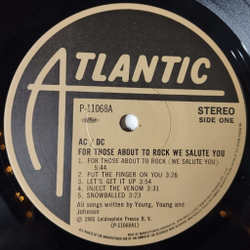 ATLANTIC
P-11068A
STEREO
SIDE ONE
AC/DC
FOR THOSE ABOUT TO ROCK WE SALUTE YOU
1. FOR THOSE ABOUT TO ROCK (WE SALUTE YOU)
5:44
2. PUT THE FINGER ON YOU 3:26
3. LET'S GET IT UP 3:54
4. INJECT THE VENOM 3:31
5. SNOWBALLED 3:23
All songs written by Young, Young and
Johnson
1981 Leidseplein Presse B. V.
(P-11068A1)